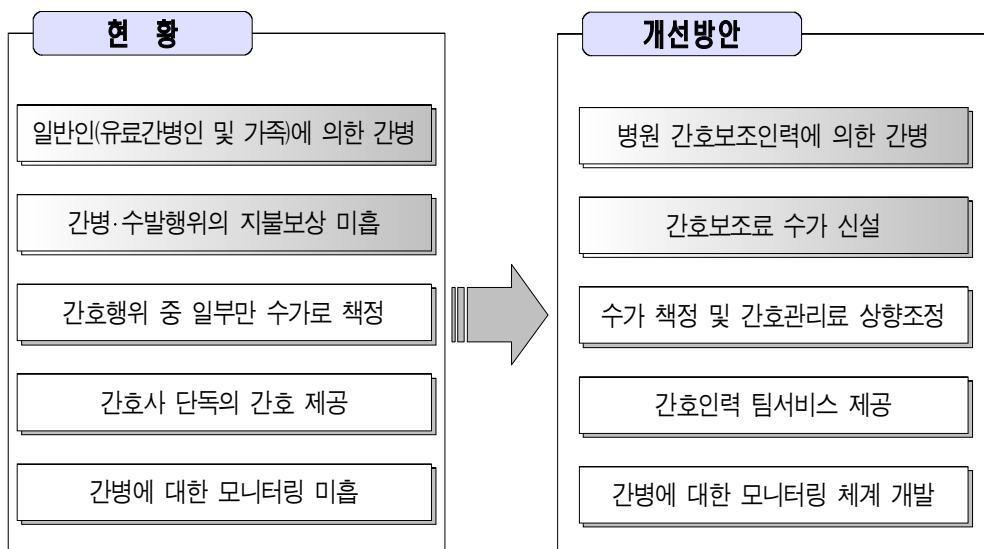 현 황
일반인(유료간병인 및 가족)에 의한 간병
간병·수발행위의 지불보상 미흡
간호행위 중 일부만 수가로 책정
간호사 단독의 간호 제공
간병에 대한 모니터링 미흡
개선방안
병원 간호보조인력에 의한 간병
간호보조료 수가 신설
수가 책정 및 간호관리료 상향조정
간호인력 팀서비스 제공
간병에 대한 모니터링 체계 개발